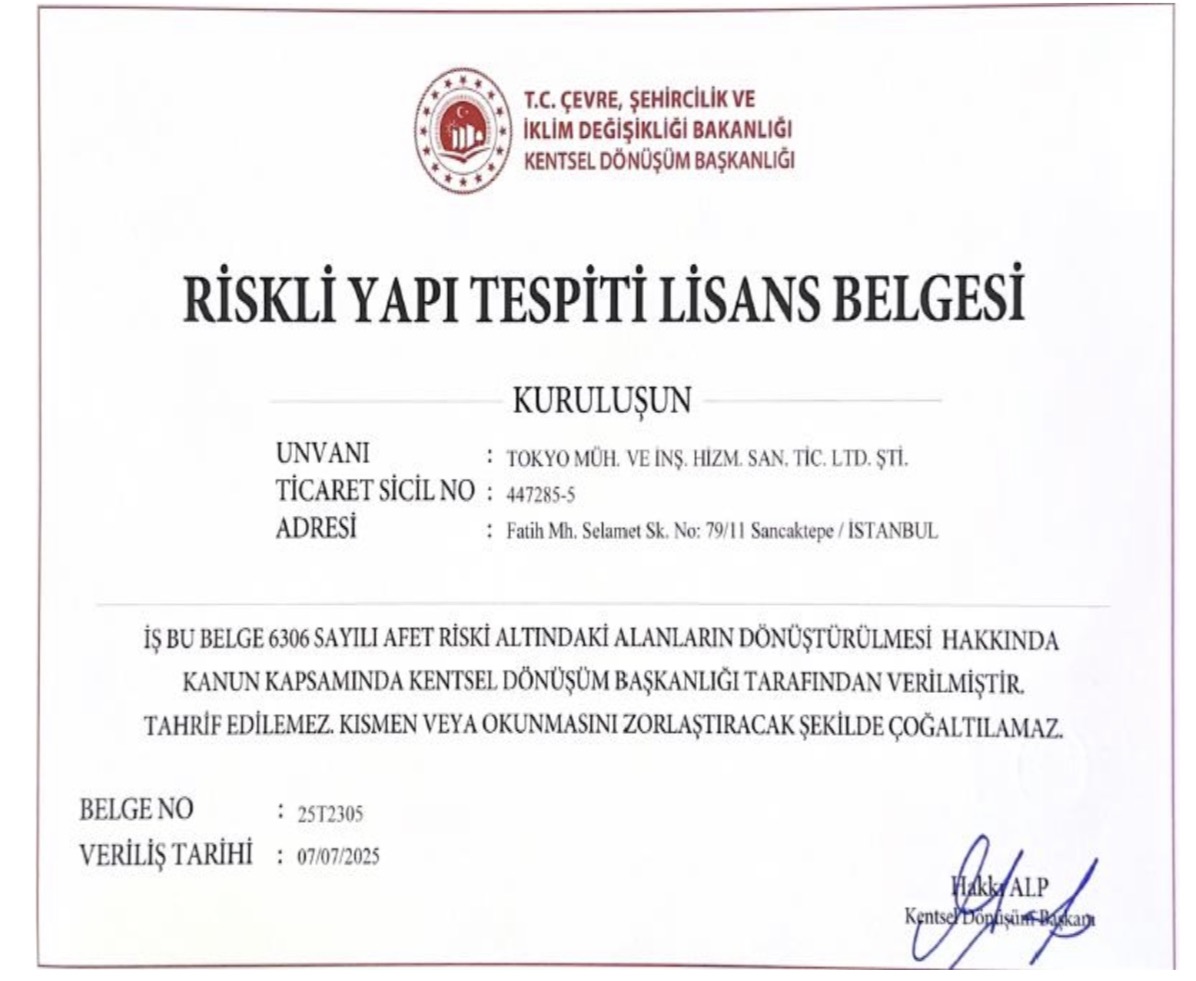 T.C. ÇEVRE, ŞEHİRCİLİK VE
İKLİM DEĞİŞİKLİĞİ BAKANLIĞI
KENTSEL DÖNÜŞÜM BAŞKANLIĞI
RİSKLİ YAPI TESPİTİ LİSANS BELGESİ
KURULUŞUN
UNVANI : TOKYO MÜH. VE İNŞ. HİZM. SAN. TİC. LTD. ŞTİ.
TİCARET SİCİL NO : 447285-5
ADRESİ : Fatih Mh. Selamet Sk. No: 79/11 Sancaktepe / İSTANBUL
İŞ BU BELGE 6306 SAYILI AFET RİSKİ ALTINDAKİ ALANLARIN DÖNÜŞTÜRÜLMESİ HAKKINDA
KANUN KAPSAMINDA KENTSEL DÖNÜŞÜM BAŞKANLIĞI TARAFINDAN VERİLMİŞTİR.
TAHRİF EDİLEMEZ. KISMEN VEYA OKUNMASINI ZORLAŞTIRACAK ŞEKİLDE ÇOĞALTILAMAZ.
BELGE NO : 25T2305
VERİLİŞ TARİHİ : 07/07/2025
Hakkı ALP
Kentsel Dönüşüm Başkanı